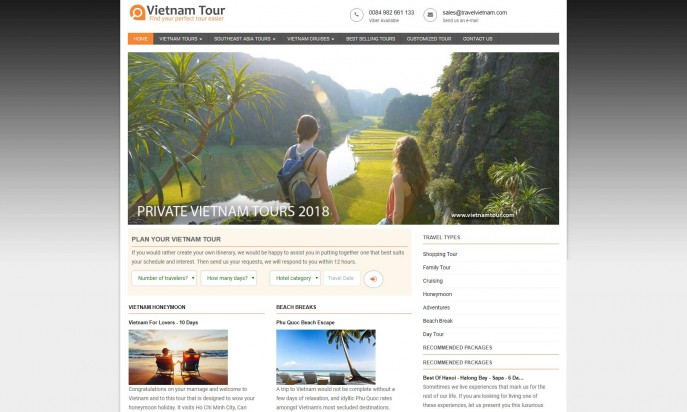 Vietnam Tour
Find your perfect tour easier
0084 982 661 133
Viber available
sales@travelvietnam.com
Send us an e-mail
HOME
VIETNAM TOURS
SOUTHEAST ASIA TOURS
VIETNAM CRUISES
BEST SELLING TOURS
CUSTOMIZED TOUR
CONTACT US
PRIVATE VIETNAM TOURS 2018
www.vietnamtour.com
PLAN YOUR VIETNAM TOUR
If you would rather create your own itinerary, we would be happy to assist you in putting together one that best suits
your schedule and interest. Then send us your requests, we will respond to you within 12 hours.
Number of travelers?
How many days?
Hotel category
Travel Date
VIETNAM HONEYMOON
Vietnam For Lovers - 10 Days
Congratulations on your marriage and welcome to
Vietnam and to this tour that is designed to wow your
honeymoon holiday. It visits Ho Chi Minh City, Can
BEACH BREAKS
Phu Quoc Beach Escape
A trip to Vietnam would not be complete without a
few days of relaxation, and idyllic Phu Quoc rates
amongst Vietnam's most secluded destinations.
TRAVEL TYPES
Shopping Tour
Family Tour
Cruising
Honeymoon
Adventures
Beach Break
Day Tour
RECOMMENDED PACKAGES
RECOMMENDED PACKAGES
Best Of Hanoi - Halong Bay - Sapa - 6 Da...
Sometimes we live experiences that mark us for the
rest of our life. If you are looking for living one of
these experiences, let us present you this luxurious